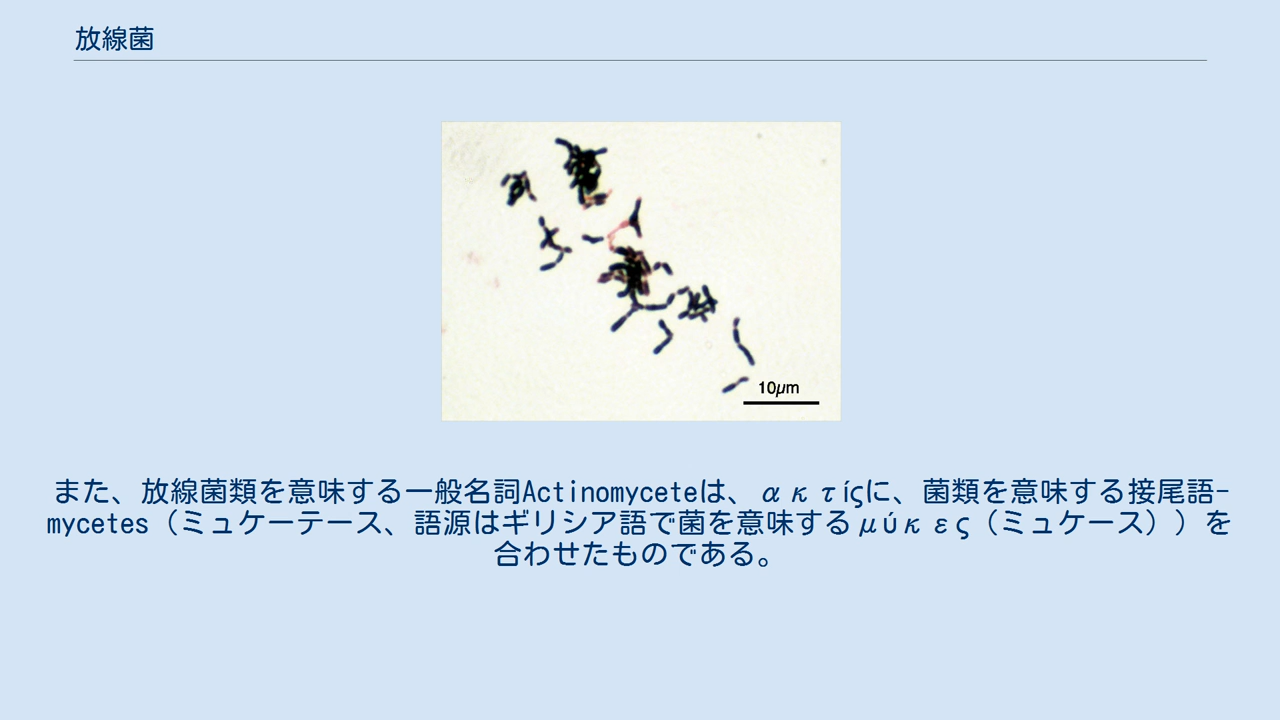 放線菌
10μm
また、放線菌類を意味する一般名詞Actinomyceteは、ακτίςに、菌類を意味する接尾語-
mycetes（ミュケーテース、語源はギリシア語で菌を意味するμύκες（ミュケース））を
合わせたものである。